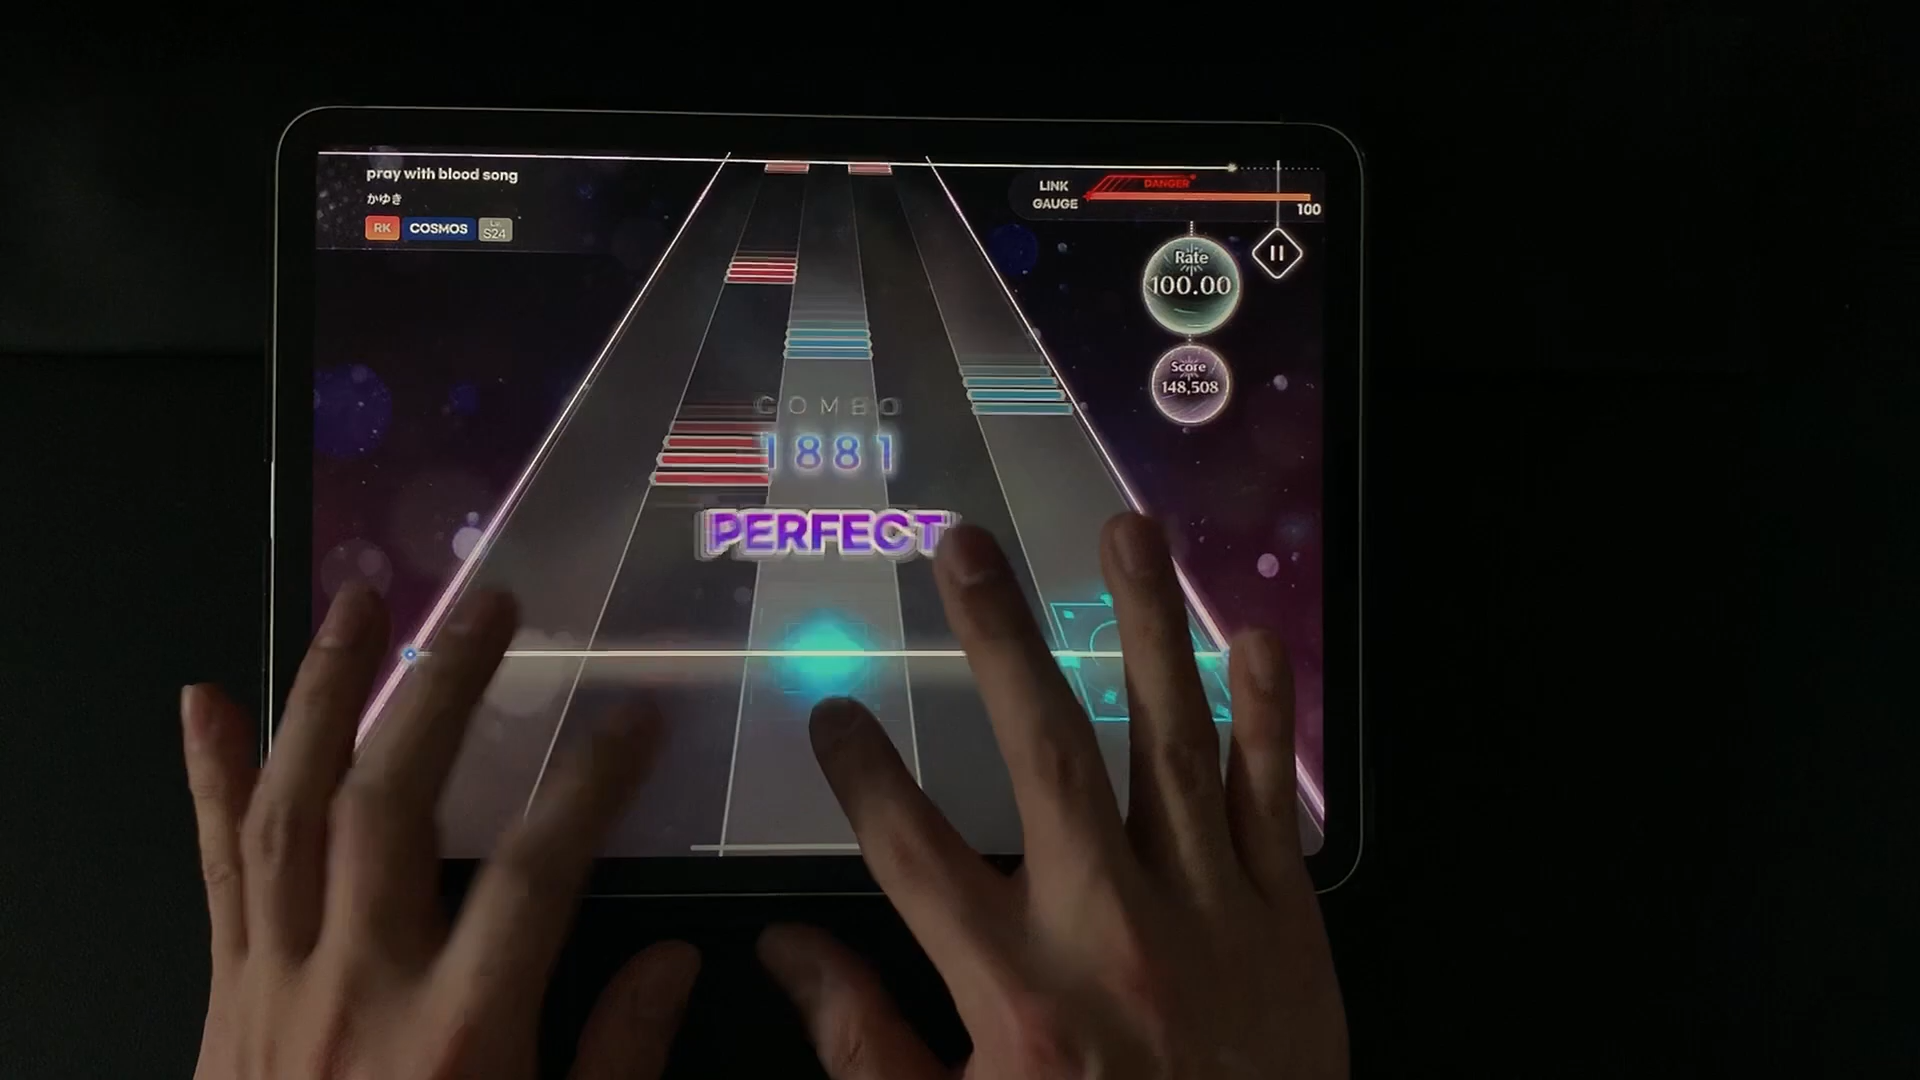 pray with blood song
かゆき
RK COSMOS Lv. S24
LINK GAUGE
DANGER
100
Rate
100.00
Score
148,508
COMBO
1881
PERFECT